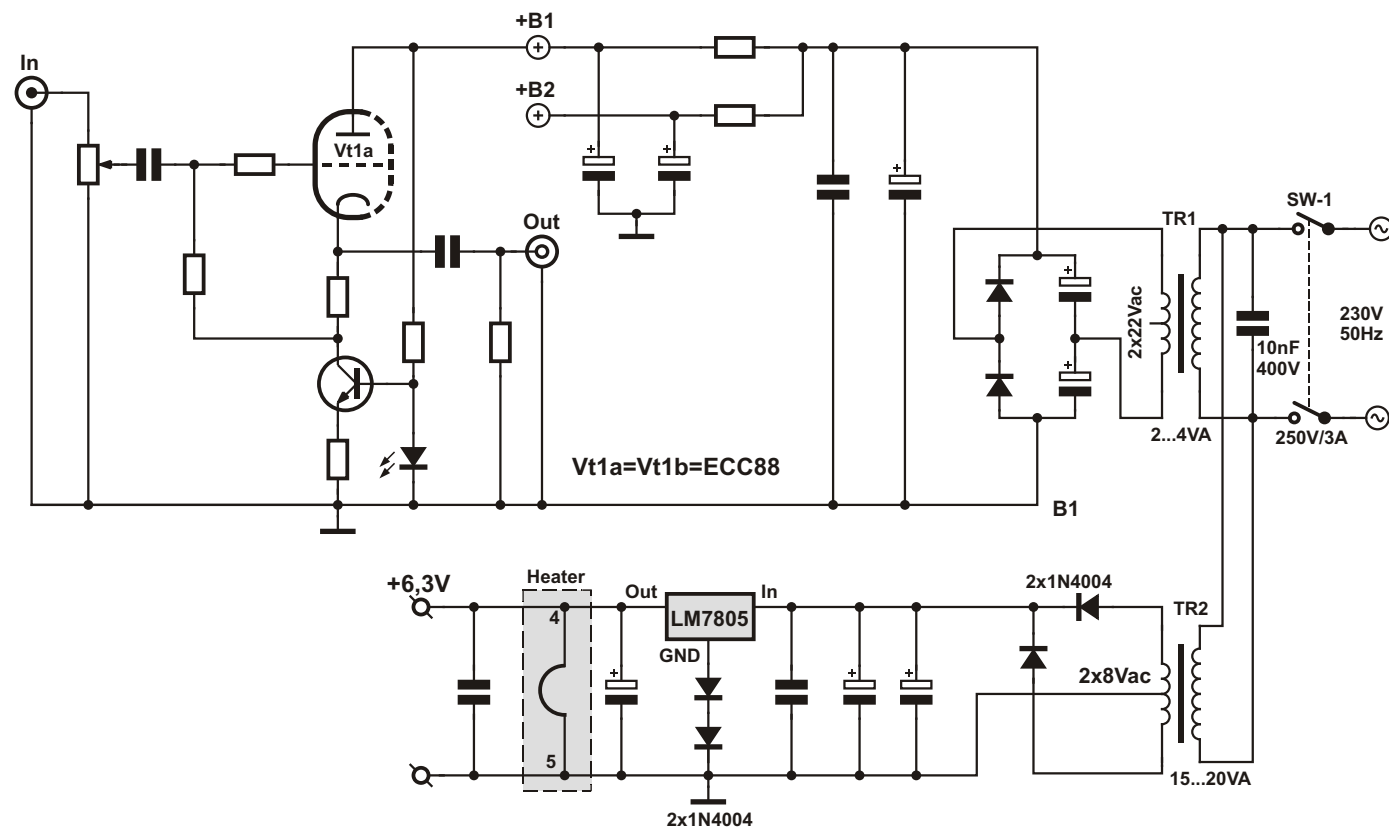 +B1
In
+B2
Vt1a
Out
SW-1
TR1
2x22Vac
230V
50Hz
10nF
400V
2...4VA
250V/3A
Vt1a=Vt1b=ECC88
B1
Heater
+6,3V
Out
In
2x1N4004
4
LM7805
TR2
GND
2x8Vac
5
15...20VA
2x1N4004
+
+
+
+
+
+
+
+
+
+